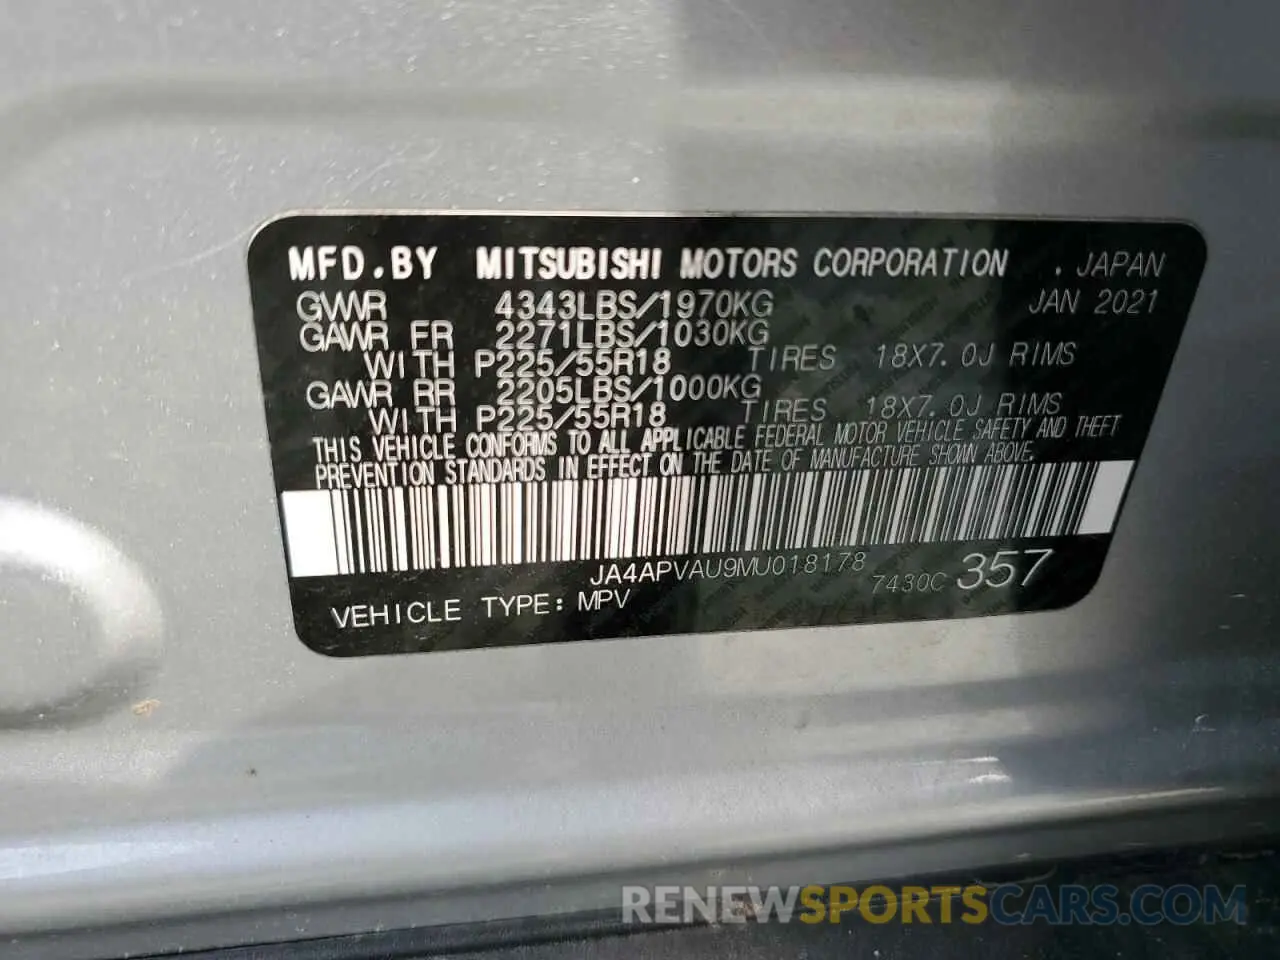 MFD.BY MITSUBISHI MOTORS CORPORATION . JAPAN
GVWR 4343LBS/1970KG JAN 2021
GAWR FR 2271LBS/1030KG
WITH P225/55R18 TIRES 18X7.0J RIMS
GAWR RR 2205LBS/1000KG
WITH P225/55R18 TIRES 18X7.0J RIMS
THIS VEHICLE CONFORMS TO ALL APPLICABLE FEDERAL MOTOR VEHICLE SAFETY AND THEFT
PREVENTION STANDARDS IN EFFECT ON THE DATE OF MANUFACTURE SHOWN ABOVE.
JA4APVAU9MU018178
7430C 357
VEHICLE TYPE: MPV
RENEWSPORTSCARS.COM